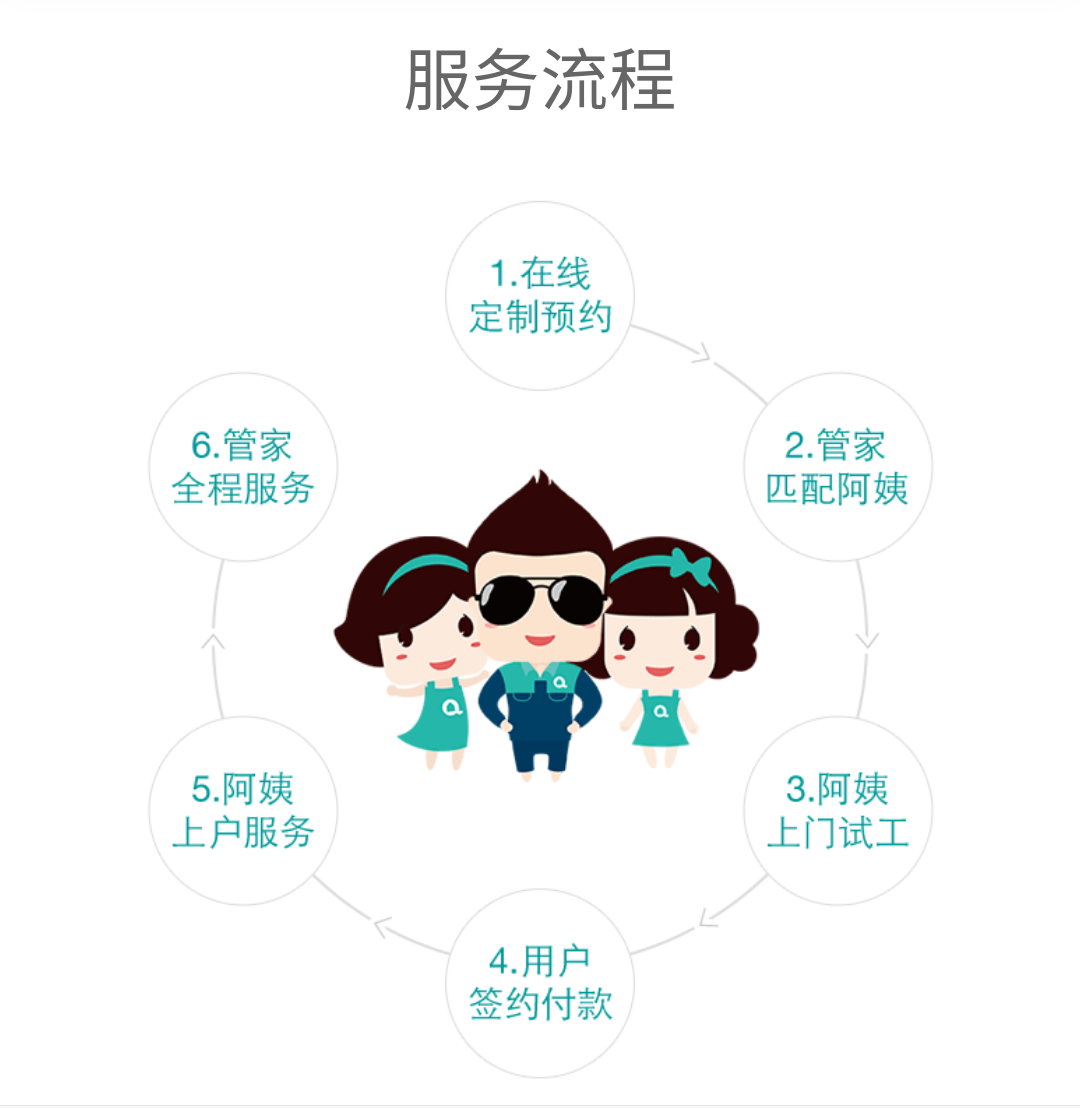 服务流程
1.在线
定制预约
2.管家
匹配阿姨
3.阿姨
上门试工
4.用户
签约付款
5.阿姨
上户服务
6.管家
全程服务